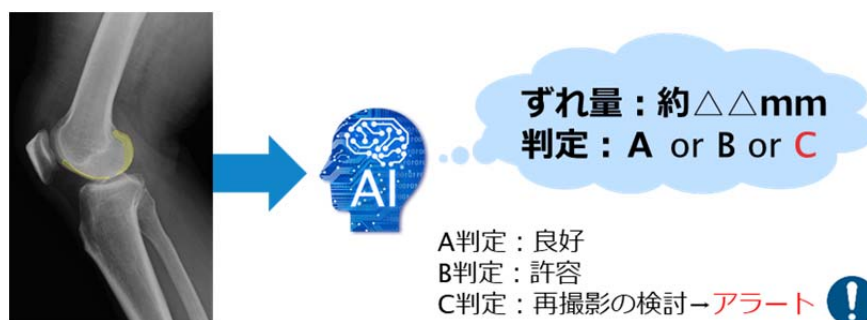 AI
ずれ量：約△△mm
判定：A or B or C
A判定：良好
B判定：許容
C判定：再撮影の検討→アラート
!